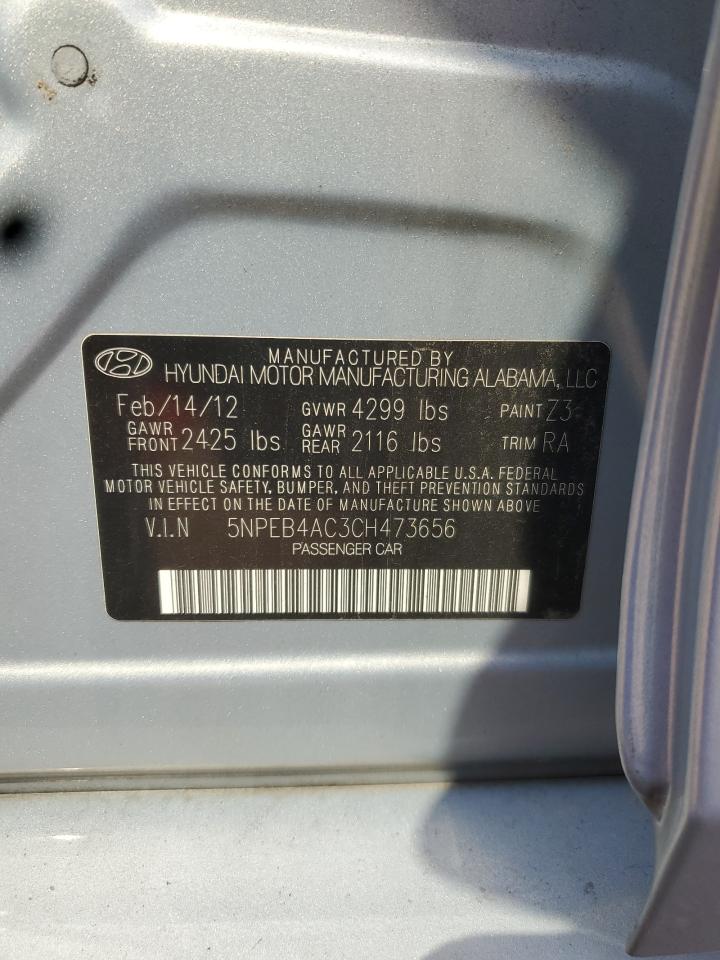 MANUFACTURED BY
HYUNDAI MOTOR MANUFACTURING ALABAMA, LLC
Feb/14/12 GVWR 4299 lbs PAINT Z3
GAWR FRONT 2425 lbs GAWR REAR 2116 lbs TRIM RA
THIS VEHICLE CONFORMS TO ALL APPLICABLE U.S.A. FEDERAL
MOTOR VEHICLE SAFETY, BUMPER, AND THEFT PREVENTION STANDARDS
IN EFFECT ON THE DATE OF MANUFACTURE SHOWN ABOVE
V.I.N 5NPEB4AC3CH473656
PASSENGER CAR